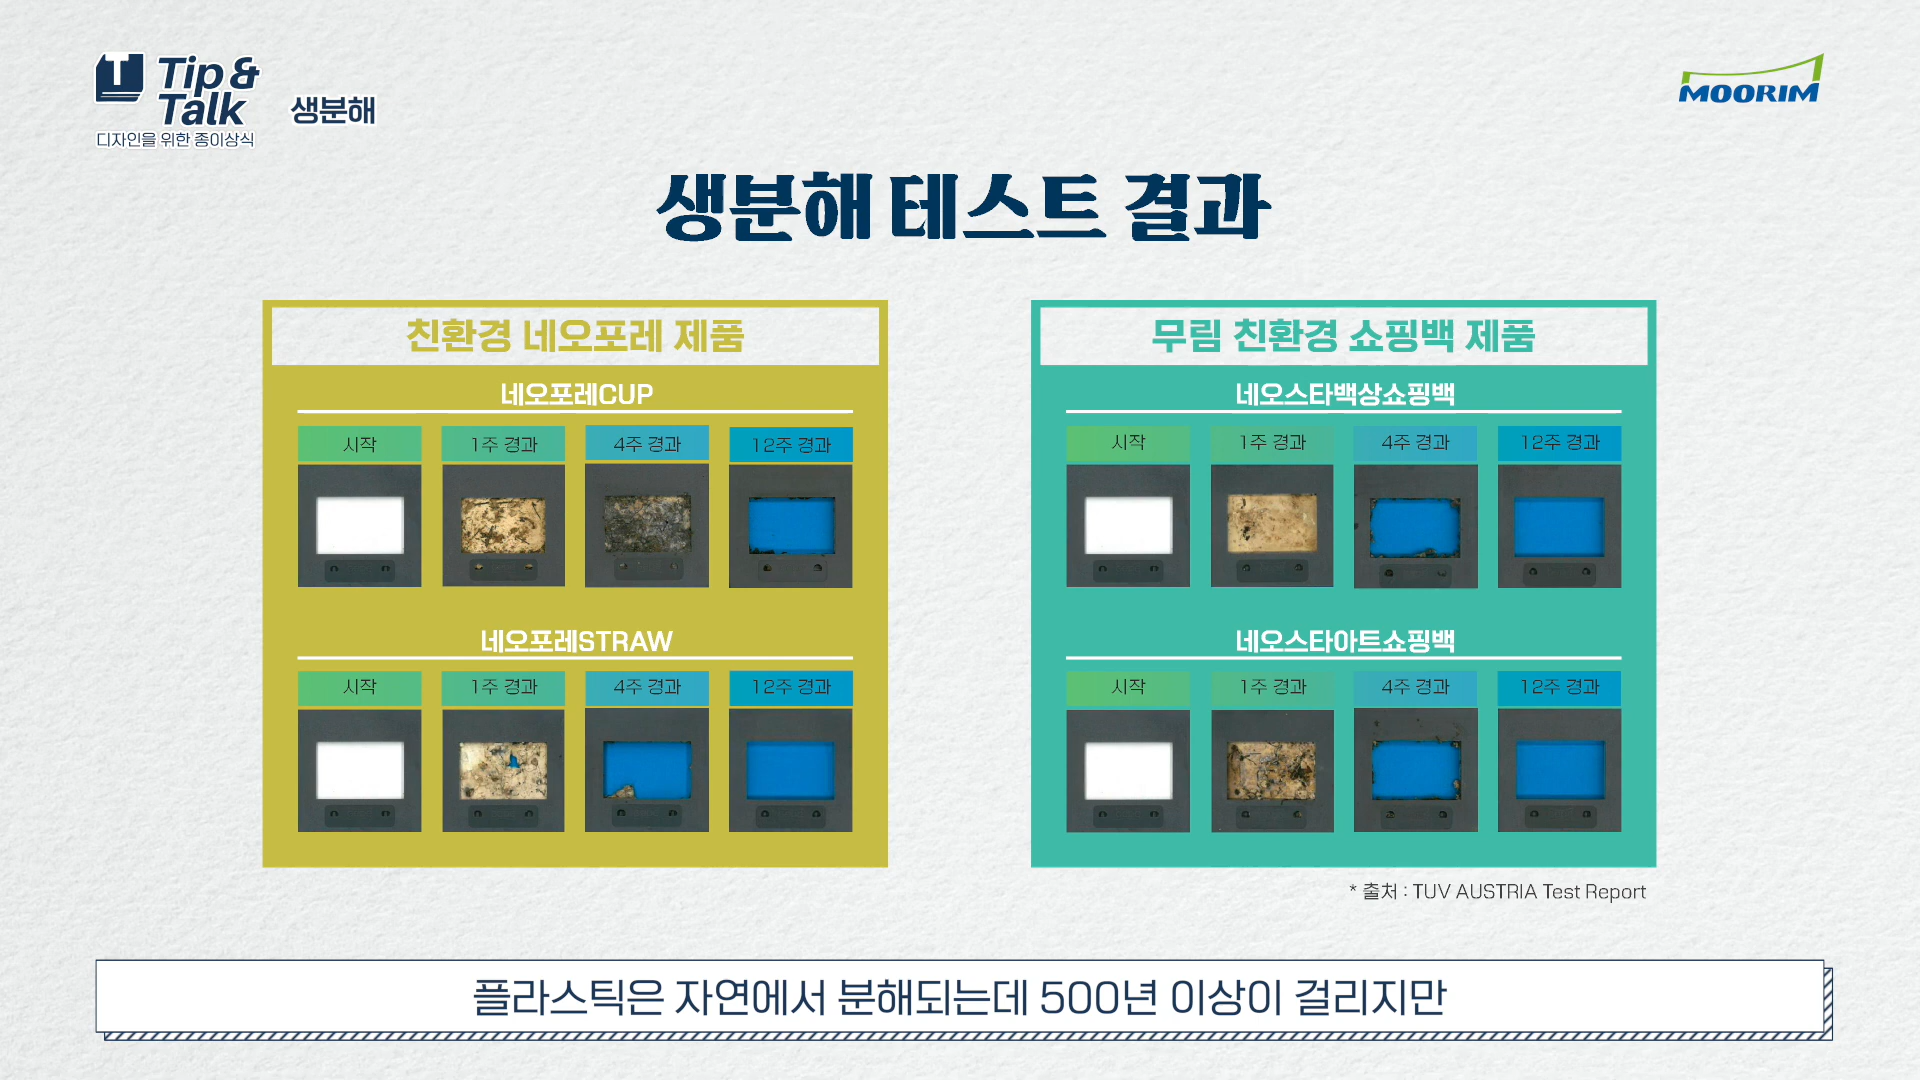 T
Tip &
Talk
디자인을 위한 종이상식
생분해
MOORIM
생분해 테스트 결과
친환경 네오포레 제품
네오포레CUP
시작 1주 경과 4주 경과 12주 경과
네오포레STRAW
시작 1주 경과 4주 경과 12주 경과
무림 친환경 쇼핑백 제품
네오스타백상쇼핑백
시작 1주 경과 4주 경과 12주 경과
네오스타아트쇼핑백
시작 1주 경과 4주 경과 12주 경과
* 출처 : TUV AUSTRIA Test Report
플라스틱은 자연에서 분해되는데 500년 이상이 걸리지만